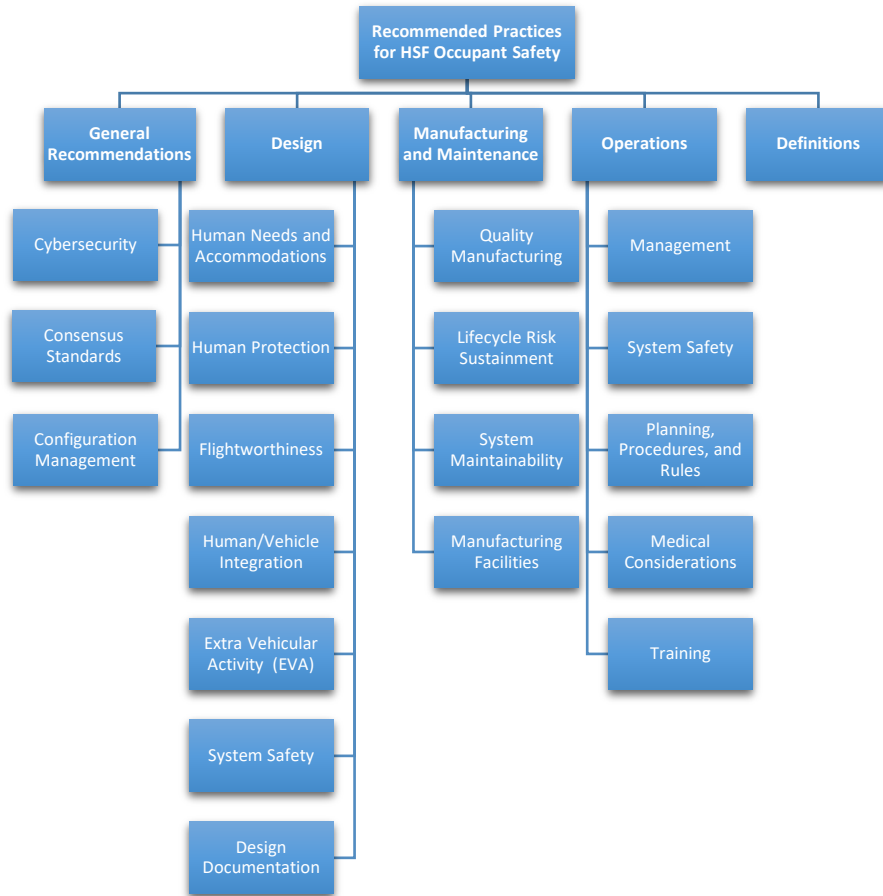 Recommended Practices
for HSF Occupant Safety
General
Recommendations
Design
Manufacturing
and Maintenance
Operations
Definitions
Cybersecurity
Consensus
Standards
Configuration
Management
Human Needs and
Accommodations
Human Protection
Flightworthiness
Human/Vehicle
Integration
Extra Vehicular
Activity (EVA)
System Safety
Design
Documentation
Quality
Manufacturing
Lifecycle Risk
Sustainment
System
Maintainability
Manufacturing
Facilities
Management
System Safety
Planning,
Procedures, and
Rules
Medical
Considerations
Training